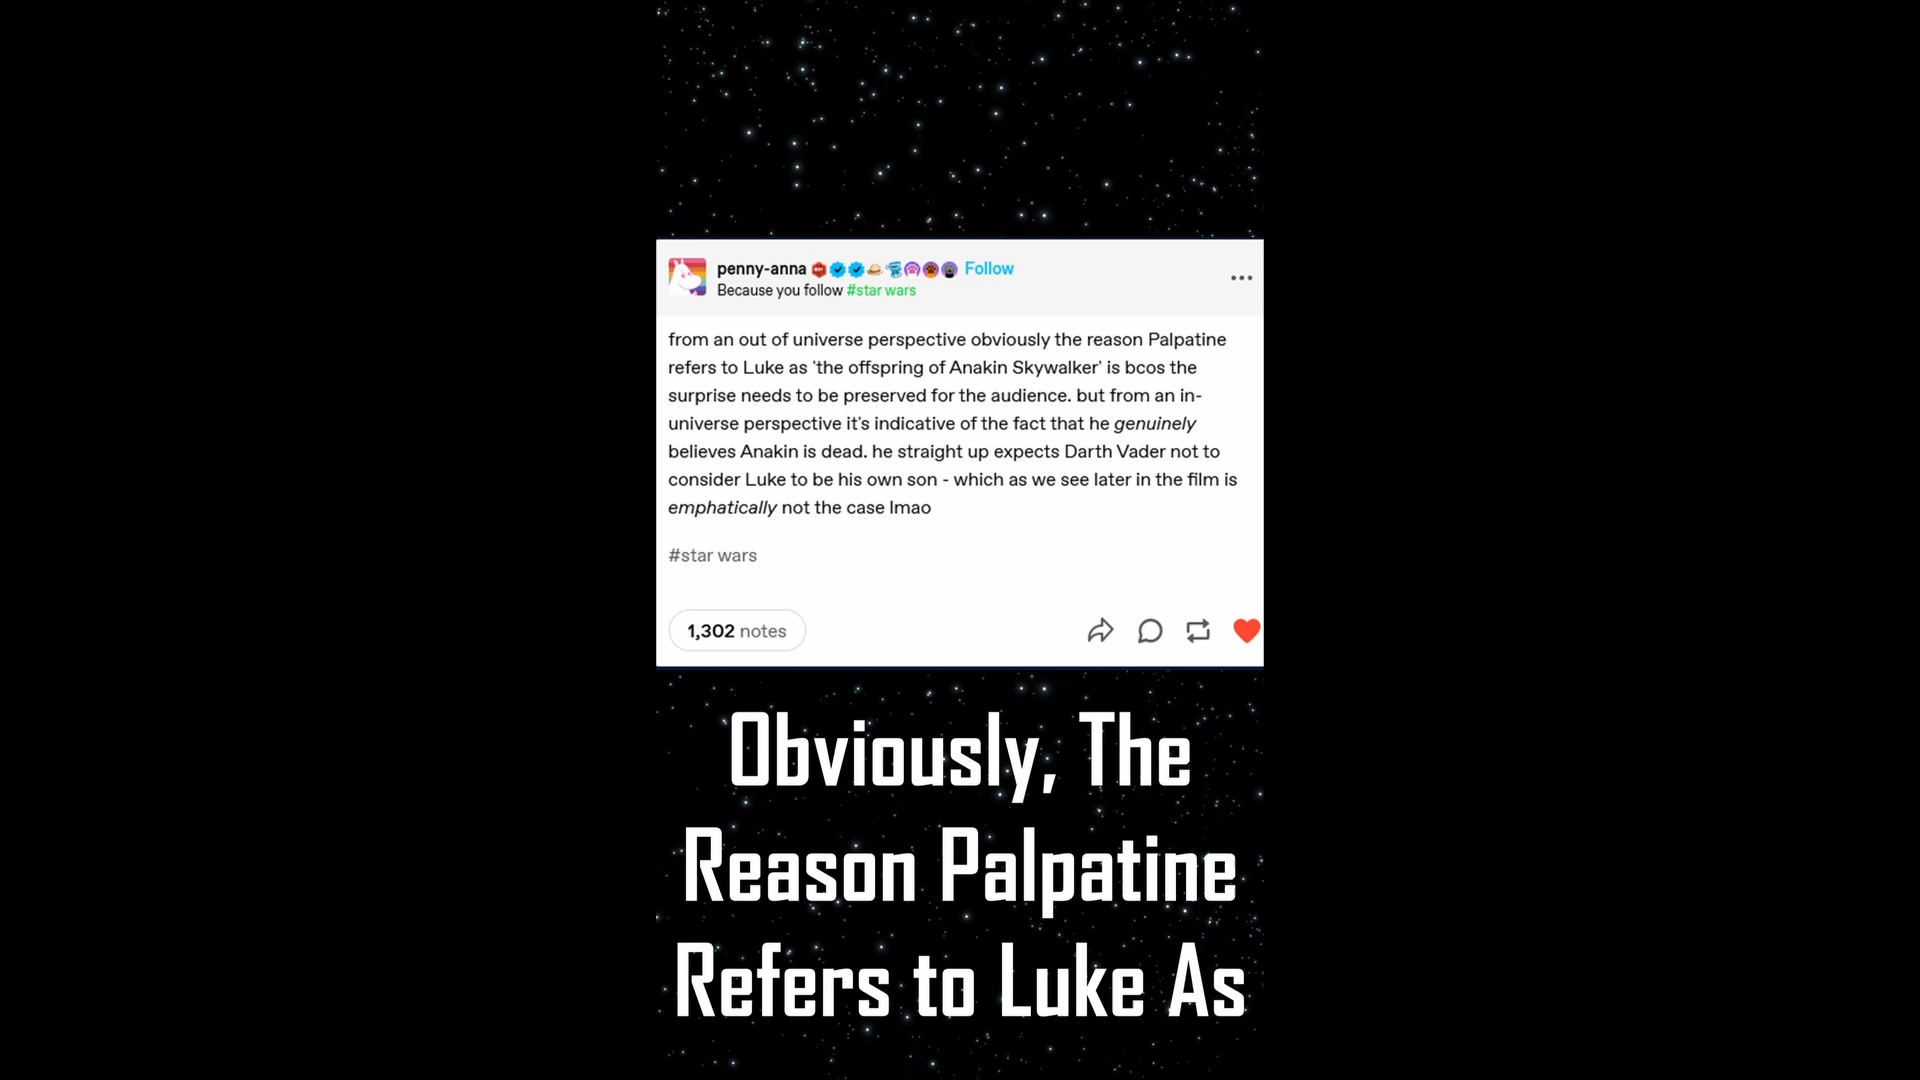 penny-anna Follow
Because you follow #star wars
from an out of universe perspective obviously the reason Palpatine
refers to Luke as 'the offspring of Anakin Skywalker' is bcos the
surprise needs to be preserved for the audience. but from an in-
universe perspective it's indicative of the fact that he genuinely
believes Anakin is dead. he straight up expects Darth Vader not to
consider Luke to be his own son - which as we see later in the film is
emphatically not the case lmao
#star wars
1,302 notes
Obviously, The
Reason Palpatine
Refers to Luke As